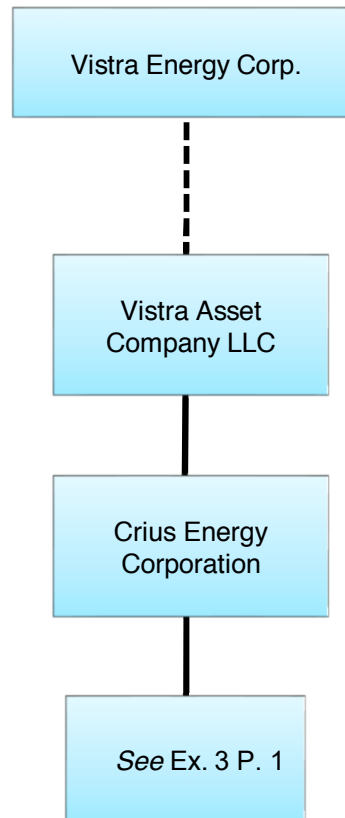 Vistra Energy Corp.
Vistra Asset
Company LLC
Crius Energy
Corporation
See Ex. 3 P. 1